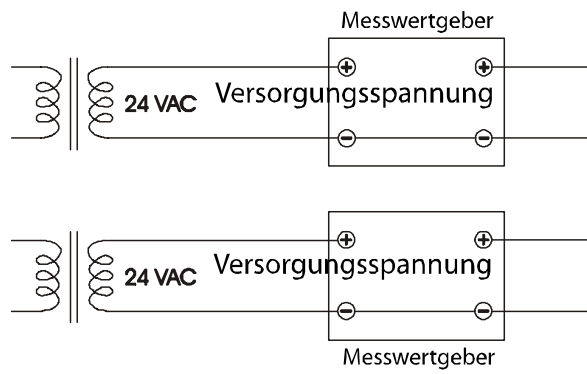 Messwertgeber
+ +
24 VAC Versorgungsspannung
− −
+ +
24 VAC Versorgungsspannung
− −
Messwertgeber